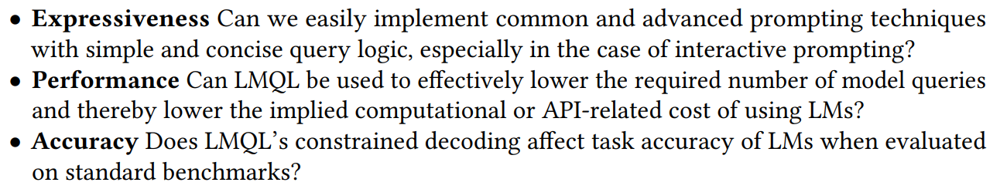 • Expressiveness Can we easily implement common and advanced prompting techniques
with simple and concise query logic, especially in the case of interactive prompting?
• Performance Can LMQL be used to effectively lower the required number of model queries
and thereby lower the implied computational or API-related cost of using LMs?
• Accuracy Does LMQL’s constrained decoding affect task accuracy of LMs when evaluated
on standard benchmarks?